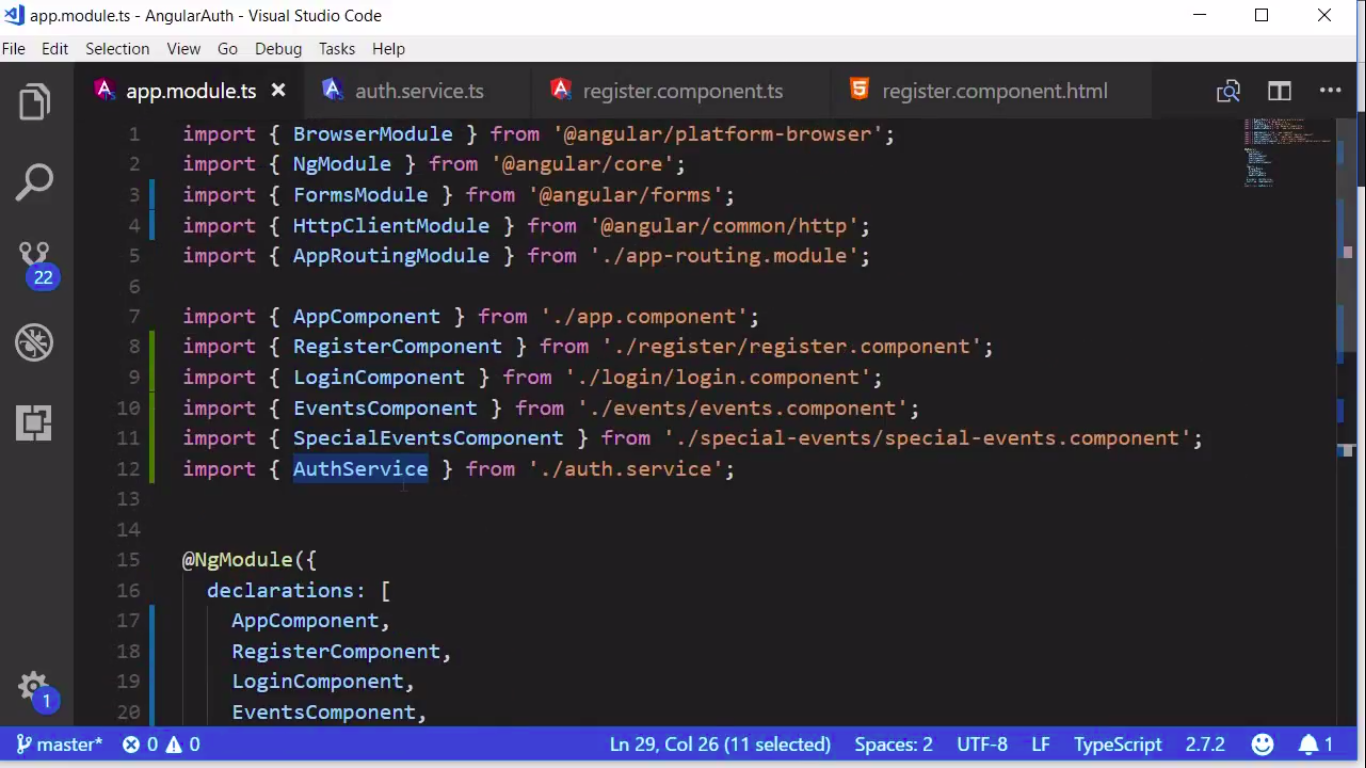 app.module.ts - AngularAuth - Visual Studio Code
File Edit Selection View Go Debug Tasks Help
app.module.ts auth.service.ts register.component.ts register.component.html
1 import { BrowserModule } from '@angular/platform-browser';
2 import { NgModule } from '@angular/core';
3 import { FormsModule } from '@angular/forms';
4 import { HttpClientModule } from '@angular/common/http';
5 import { AppRoutingModule } from './app-routing.module';
6
7 import { AppComponent } from './app.component';
8 import { RegisterComponent } from './register/register.component';
9 import { LoginComponent } from './login/login.component';
10 import { EventsComponent } from './events/events.component';
11 import { SpecialEventsComponent } from './special-events/special-events.component';
12 import { AuthService } from './auth.service';
13
14
15 @NgModule({
16 declarations: [
17 AppComponent,
18 RegisterComponent,
19 LoginComponent,
20 EventsComponent,
22
1
master* 0 0 Ln 29, Col 26 (11 selected) Spaces: 2 UTF-8 LF TypeScript 2.7.2 1